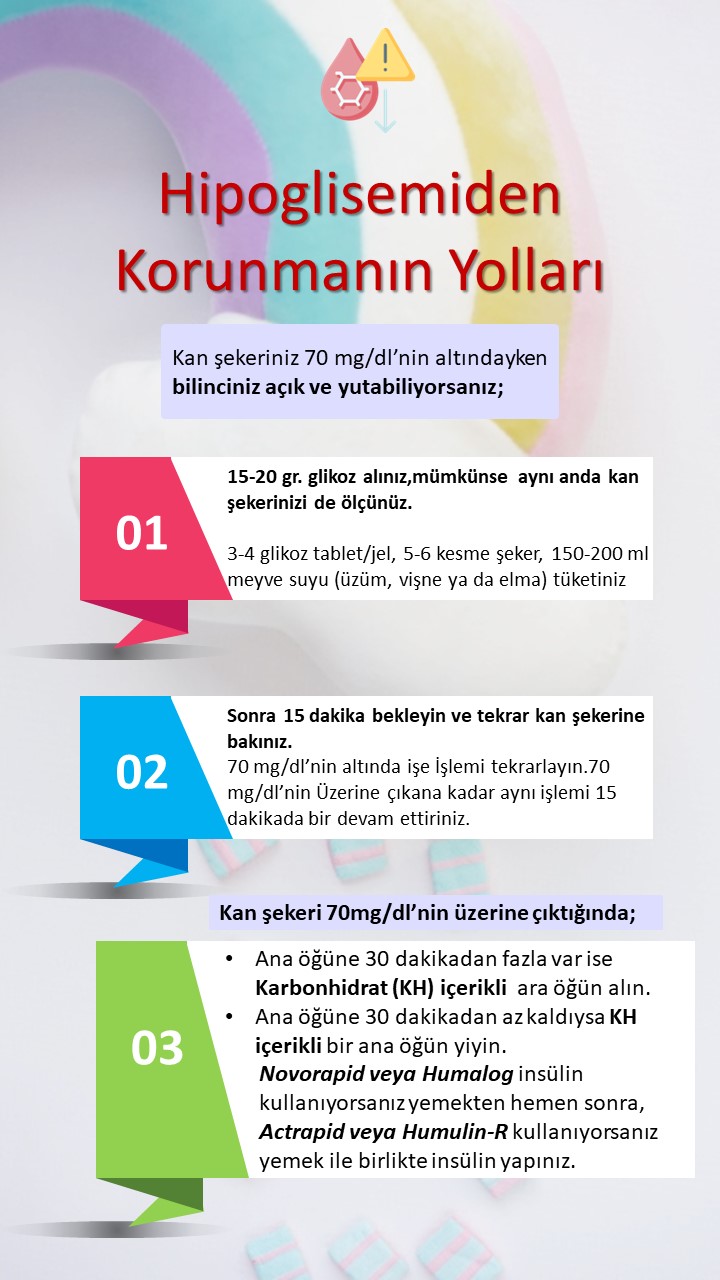 Hipoglisemiden
Korunmanın Yolları
Kan şekeriniz 70 mg/dl’nin altındayken
bilinciniz açık ve yutabiliyorsanız;
01
15-20 gr. glikoz alınız,mümkünse aynı anda kan
şekerinizi de ölçünüz.
3-4 glikoz tablet/jel, 5-6 kesme şeker, 150-200 ml
meyve suyu (üzüm, vişne ya da elma) tüketiniz
02
Sonra 15 dakika bekleyin ve tekrar kan şekerine
bakınız.
70 mg/dl’nin altında işe İşlemi tekrarlayın.70
mg/dl’nin Üzerine çıkana kadar aynı işlemi 15
dakikada bir devam ettiriniz.
Kan şekeri 70mg/dl’nin üzerine çıktığında;
03
• Ana öğüne 30 dakikadan fazla var ise
Karbonhidrat (KH) içerikli ara öğün alın.
• Ana öğüne 30 dakikadan az kaldıysa KH
içerikli bir ana öğün yiyin.
Novorapid veya Humalog insülin
kullanıyorsanız yemekten hemen sonra,
Actrapid veya Humulin-R kullanıyorsanız
yemek ile birlikte insülin yapınız.